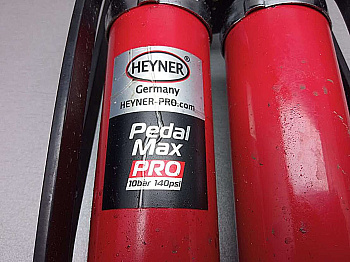 HEYNER®
Germany
HEYNER-PRO.com
Pedal
Max
PRO
10bar 140psi